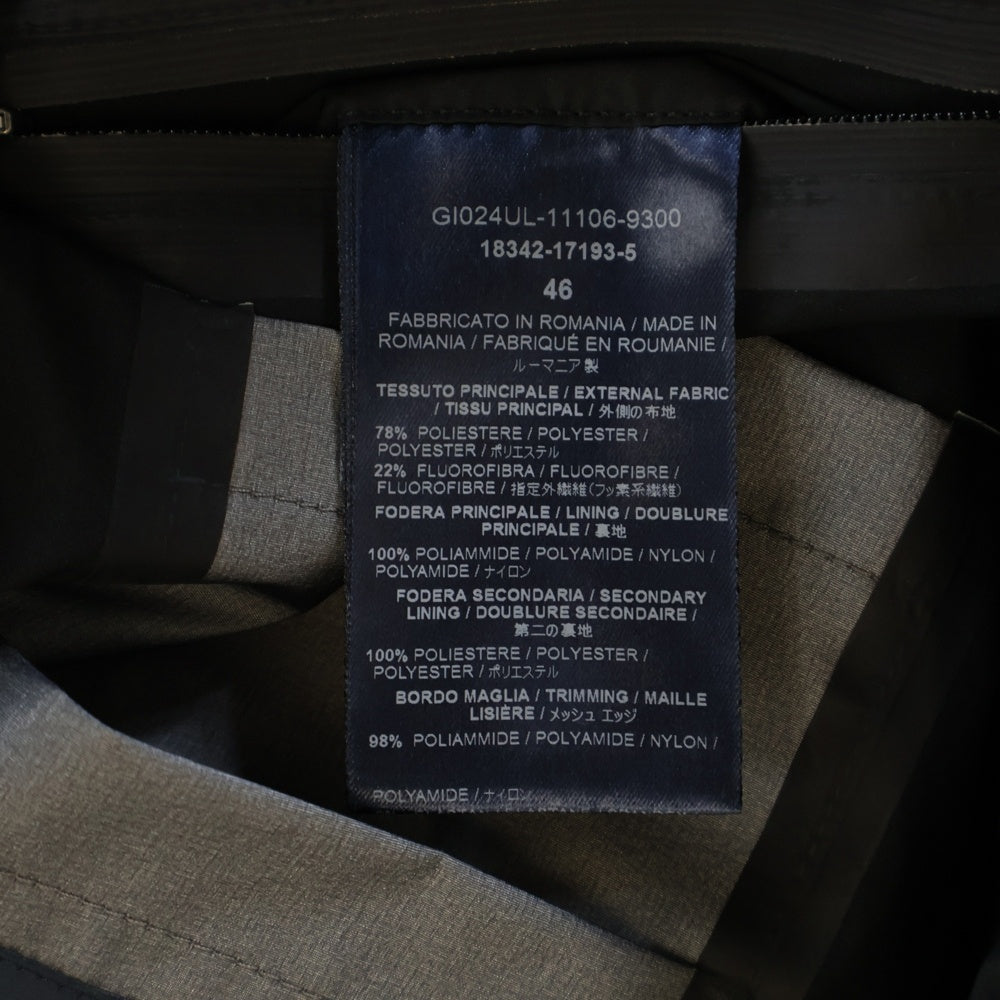 GI024UL-11106-9300
18342-17193-5
46
FABBRICATO IN ROMANIA / MADE IN
ROMANIA / FABRIQUÉ EN ROUMANIE /
ルーマニア製
TESSUTO PRINCIPALE / EXTERNAL FABRIC
/ TISSU PRINCIPAL / 外側の布地
78% POLIESTERE / POLYESTER /
POLYESTER / ポリエステル
22% FLUOROFIBRA / FLUOROFIBRE /
FLUOROFIBRE / 指定外繊維(フッ素系繊維)
FODERA PRINCIPALE / LINING / DOUBLURE
PRINCIPALE / 裏地
100% POLIAMMIDE / POLYAMIDE / NYLON /
POLYAMIDE / ナイロン
FODERA SECONDARIA / SECONDARY
LINING / DOUBLURE SECONDAIRE /
第二の裏地
100% POLIESTERE / POLYESTER /
POLYESTER / ポリエステル
BORDO MAGLIA / TRIMMING / MAILLE
LISIÈRE / メッシュ エッジ
98% POLIAMMIDE / POLYAMIDE / NYLON /
POLYAMIDE / ナイロン